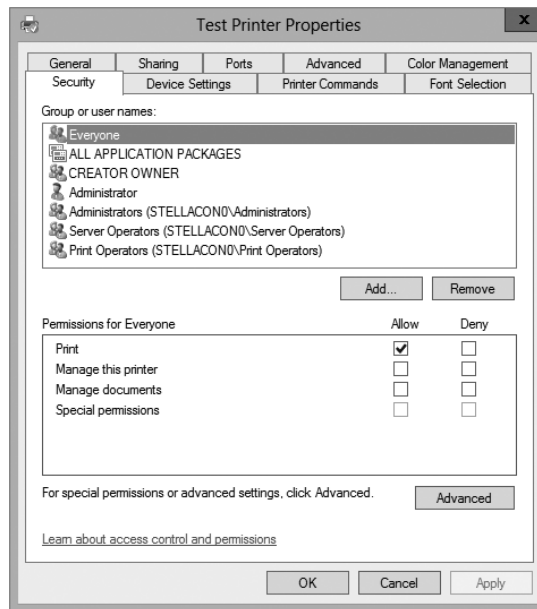 Test Printer Properties
x
General Sharing Ports Advanced Color Management
Security Device Settings Printer Commands Font Selection
Group or user names:
Everyone
ALL APPLICATION PACKAGES
CREATOR OWNER
Administrator
Administrators (STELLACON0\Administrators)
Server Operators (STELLACON0\Server Operators)
Print Operators (STELLACON0\Print Operators)
Add... Remove
Permissions for Everyone Allow Deny
Print
Manage this printer
Manage documents
Special permissions
For special permissions or advanced settings, click Advanced. Advanced
Learn about access control and permissions
OK Cancel Apply